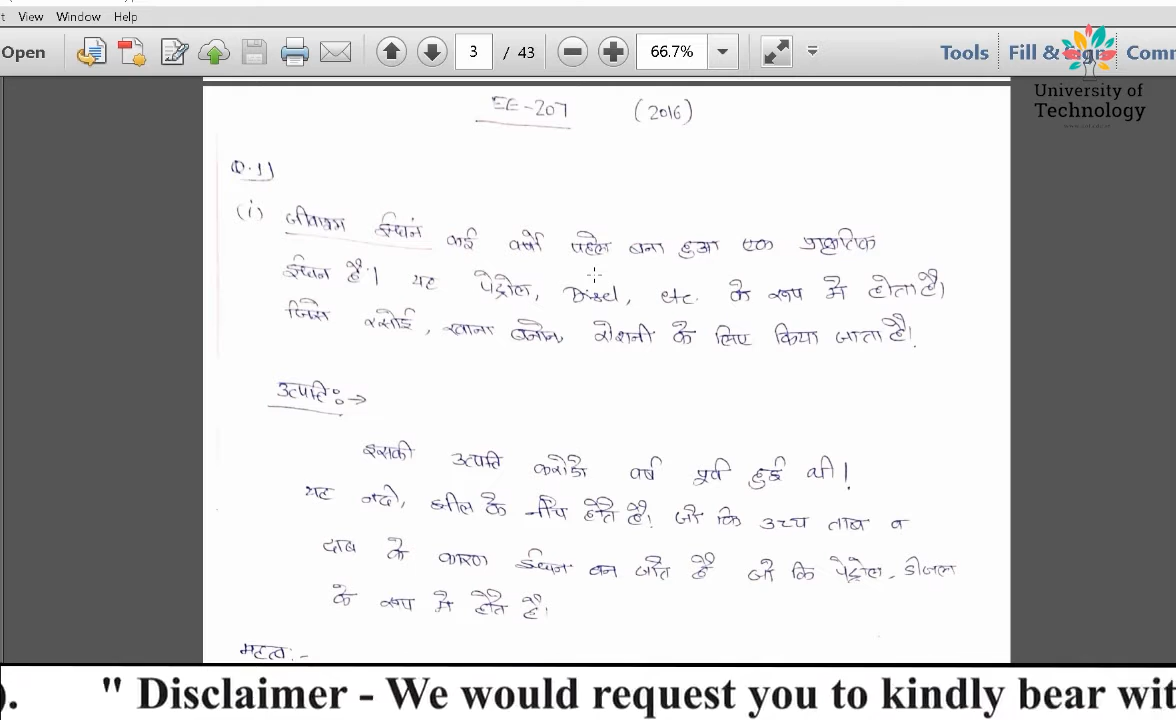 t View Window Help
Open 3 / 43 66.7% Tools Fill & Sign Comm
University of
Technology
EE-207 (2016)
Q.1)
(i) जीवाश्म ईंधन कई वर्षो पहले बना हुआ एक प्राकृतिक
ईंधन है। यह पेट्रोल, Disel, etc. के रूप मे होता है।
जिसे रसोई, खाना बनाने, रोशनी के लिए किया जाता है।
उत्पति:→
इसकी उत्पति करोडो वर्ष पूर्व हुई थी!
यह नदी, झील के नीचे होते है। जो कि उच्च ताप व
दाब के कारण ईंधन बन जाते है जो कि पेट्रोल, डीजल
के रूप मे होते है।
महत्व:-
). " Disclaimer - We would request you to kindly bear wit